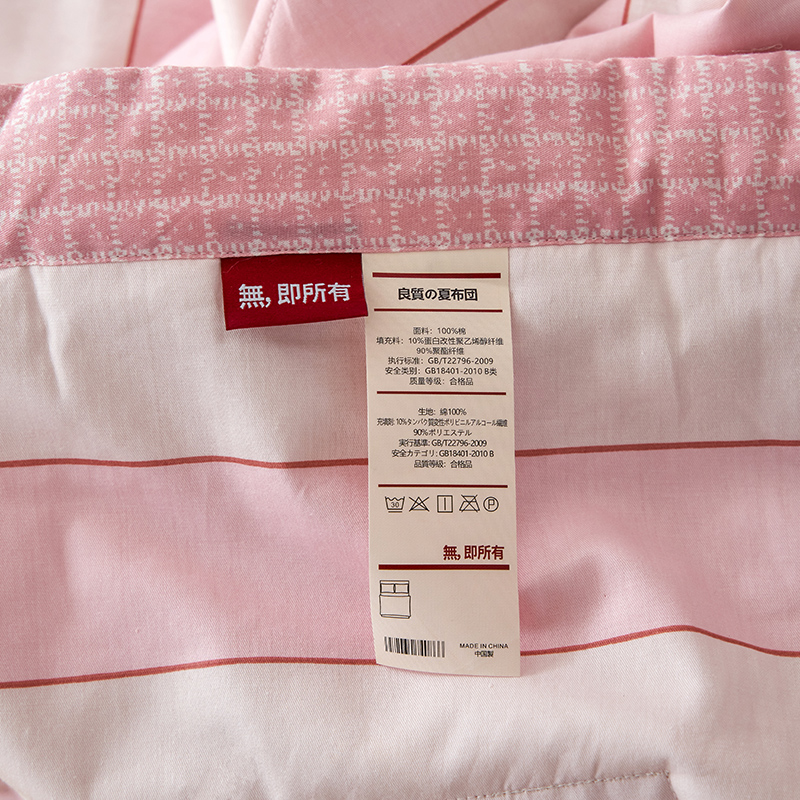 無,即所有
良質の夏布団
面料：100%棉
填充料：10%蛋白改性聚乙烯醇纤维
90%聚酯纤维
执行标准：GB/T22796-2009
安全类别：GB18401-2010 B类
质量等级：合格品
生地：綿100%
充填剤:10%タンパク質変性ポリビニルアルコール繊維
90%ポリエステル
実行基準:GB/T22796-2009
安全カテゴリ:GB18401-2010 B
品質等級：合格品
30 P
無,即所有
MADE IN CHINA
中国製